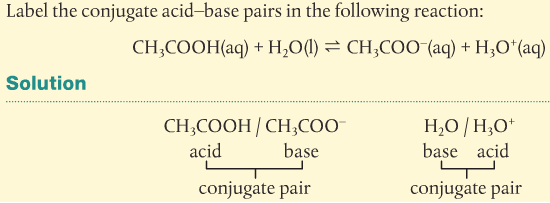 Label the conjugate acid–base pairs in the following reaction:
CH₃COOH(aq) + H₂O(l) ⇌ CH₃COO⁻(aq) + H₃O⁺(aq)
Solution
CH₃COOH / CH₃COO⁻ H₂O / H₃O⁺
acid base base acid
conjugate pair conjugate pair